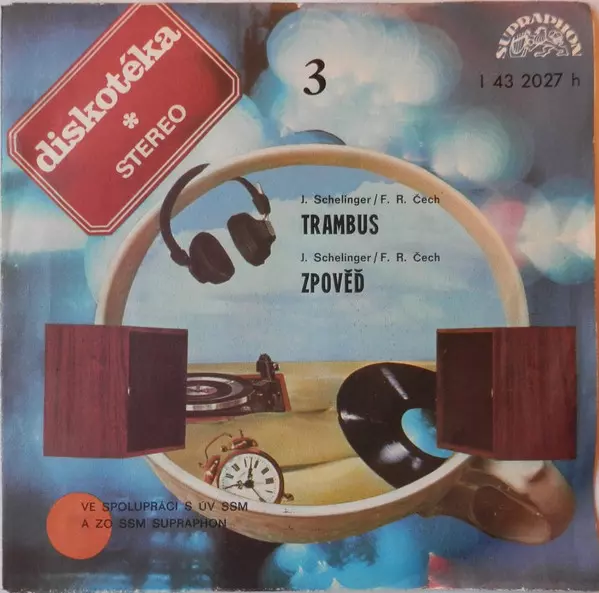 diskotéka
*
STEREO
3
SUPRAPHON
1 43 2027 h
J. Schelinger/F. R. Čech
TRAMBUS
J. Schelinger/F. R. Čech
ZPOVĚĎ
VE SPOLUPRÁCI S ÚV SSM
A ZO SSM SUPRAPHON